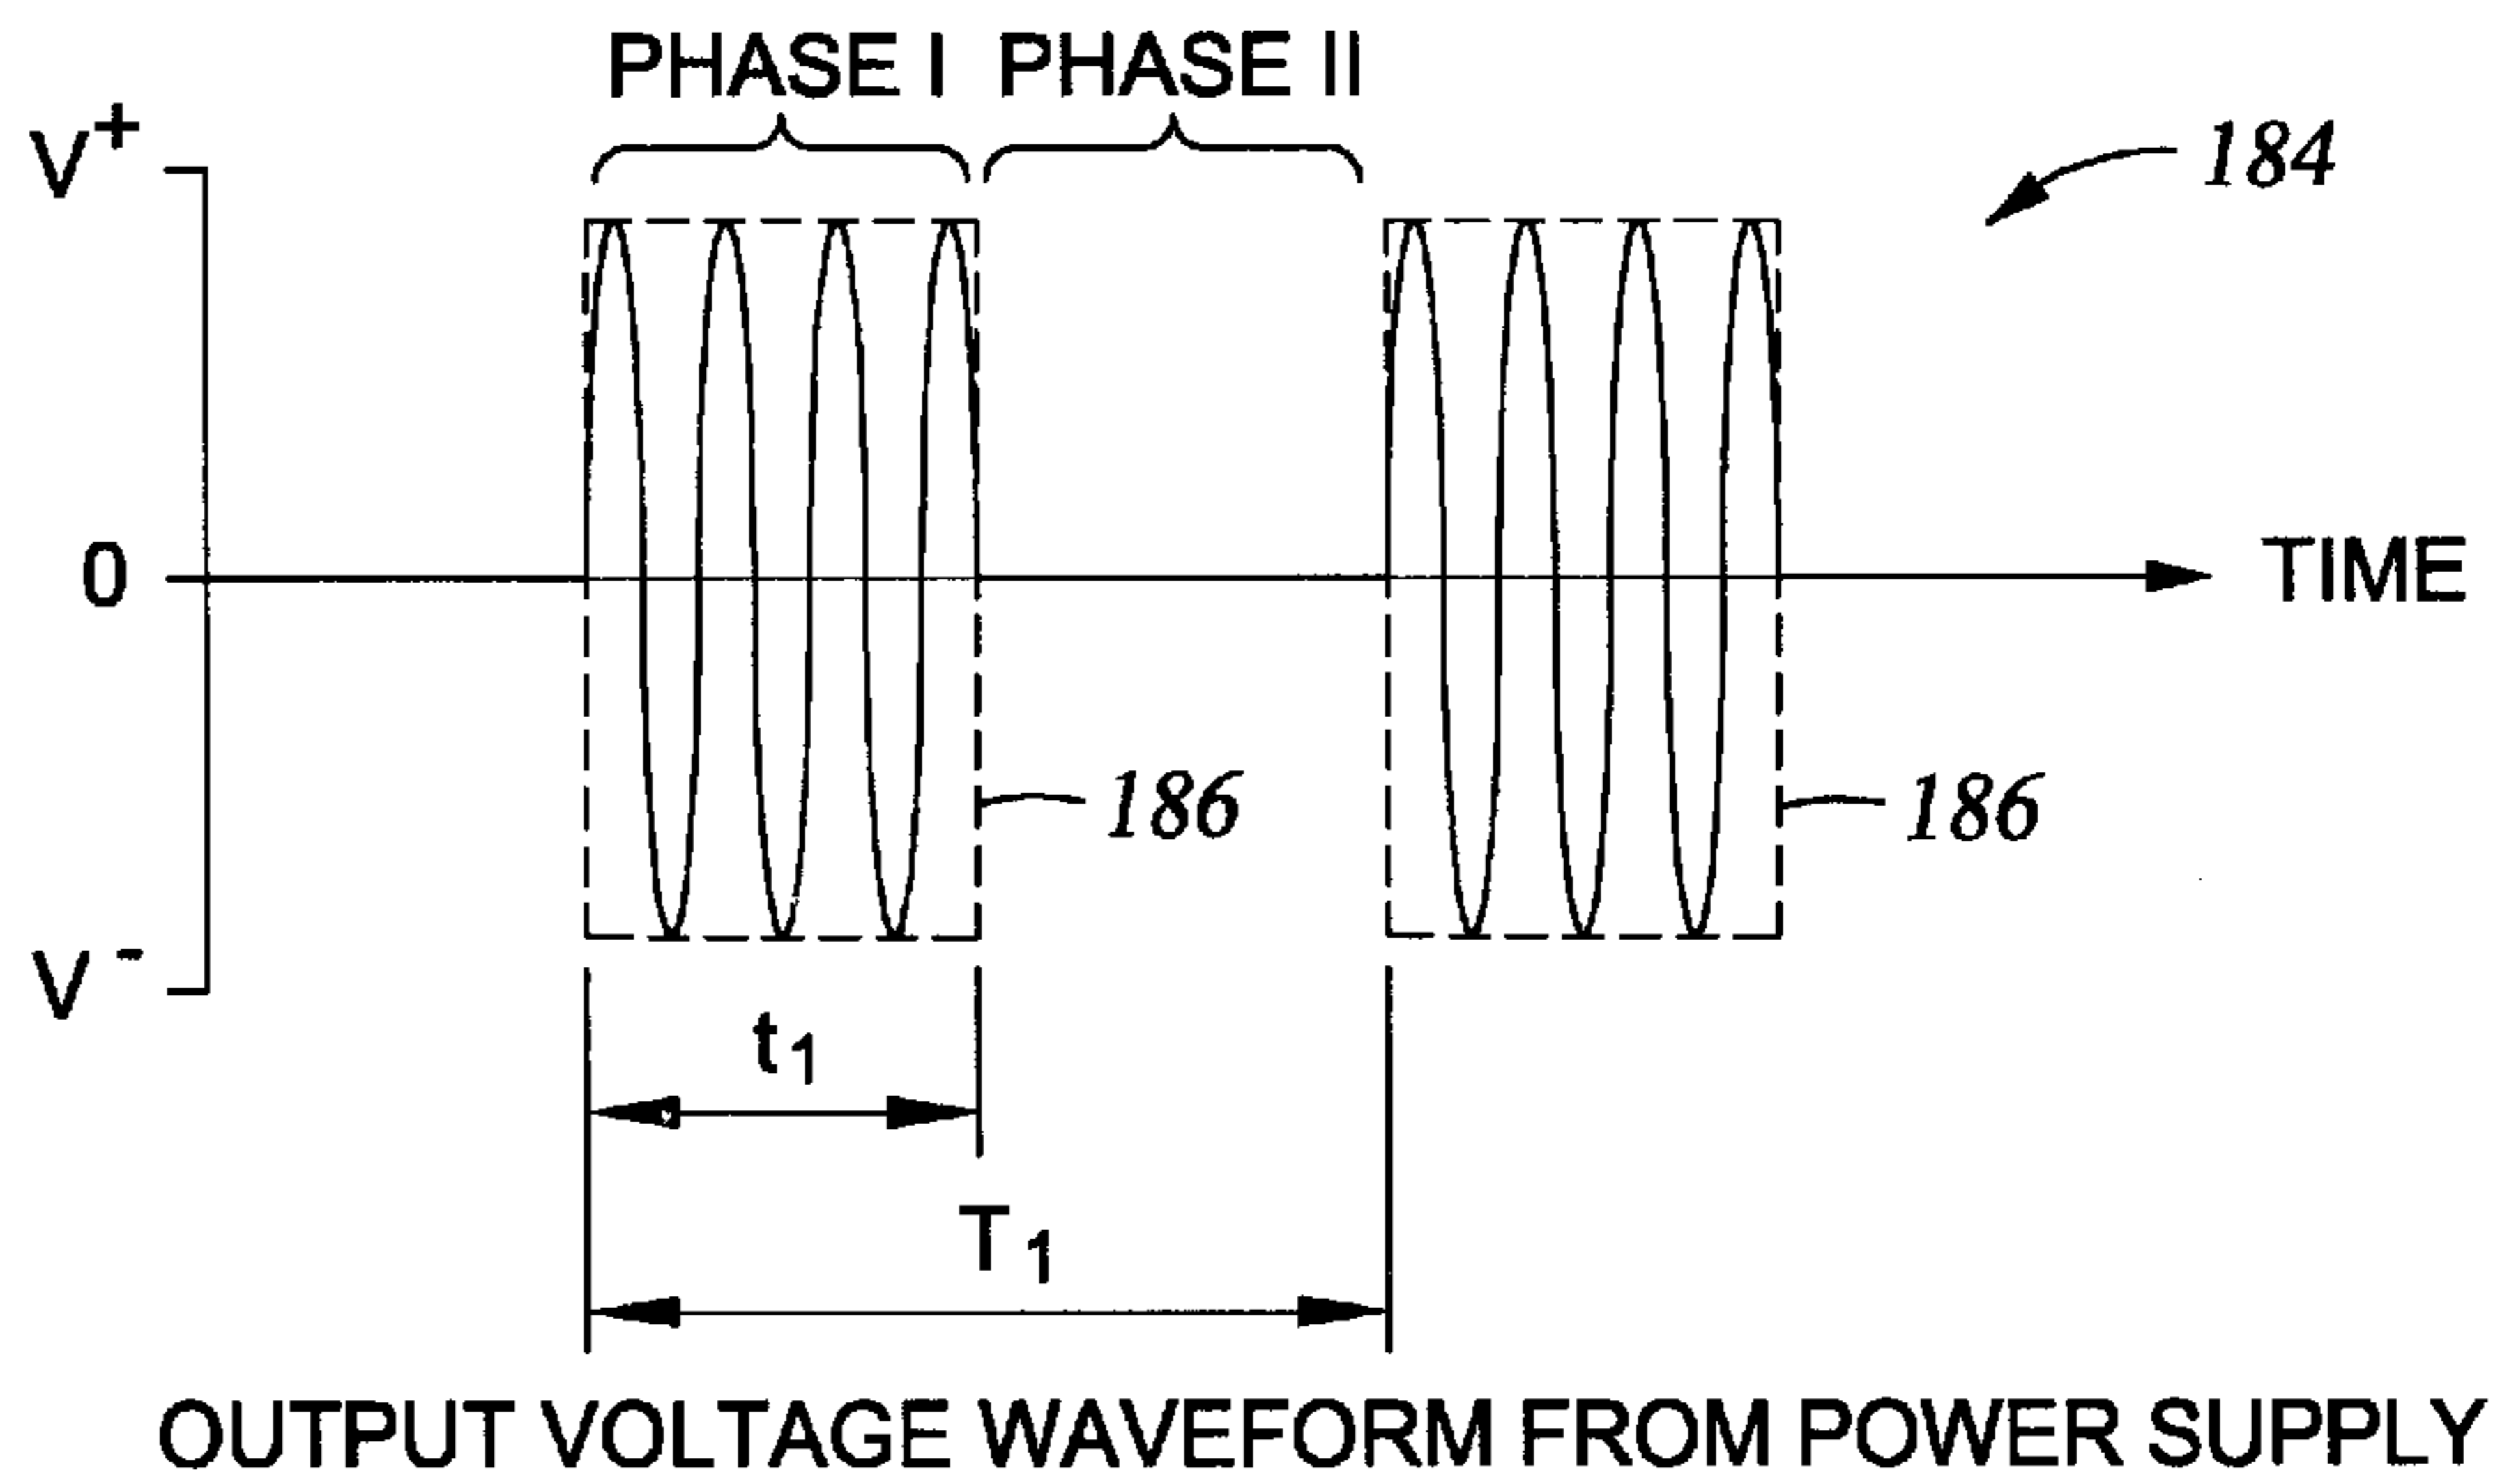 PHASE I PHASE II
V+
184
0
TIME
186
186
V-
t1
T1
OUTPUT VOLTAGE WAVEFORM FROM POWER SUPPLY